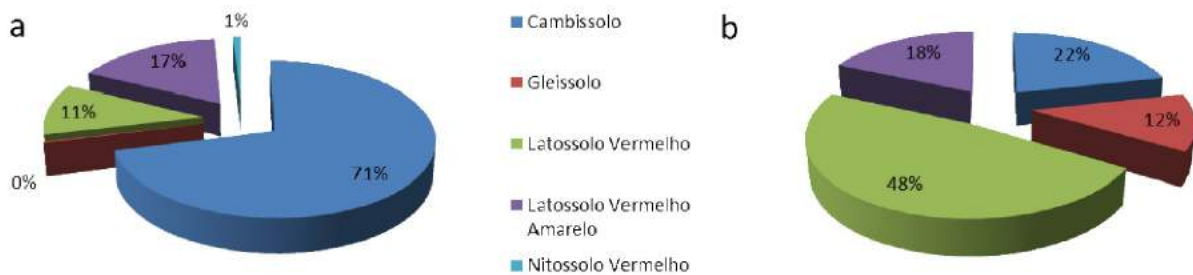 a
1%
17%
11%
0%
71%
Cambissolo
Gleissolo
Latossolo Vermelho
Latossolo Vermelho
Amarelo
Nitossolo Vermelho
b
18%
22%
12%
48%